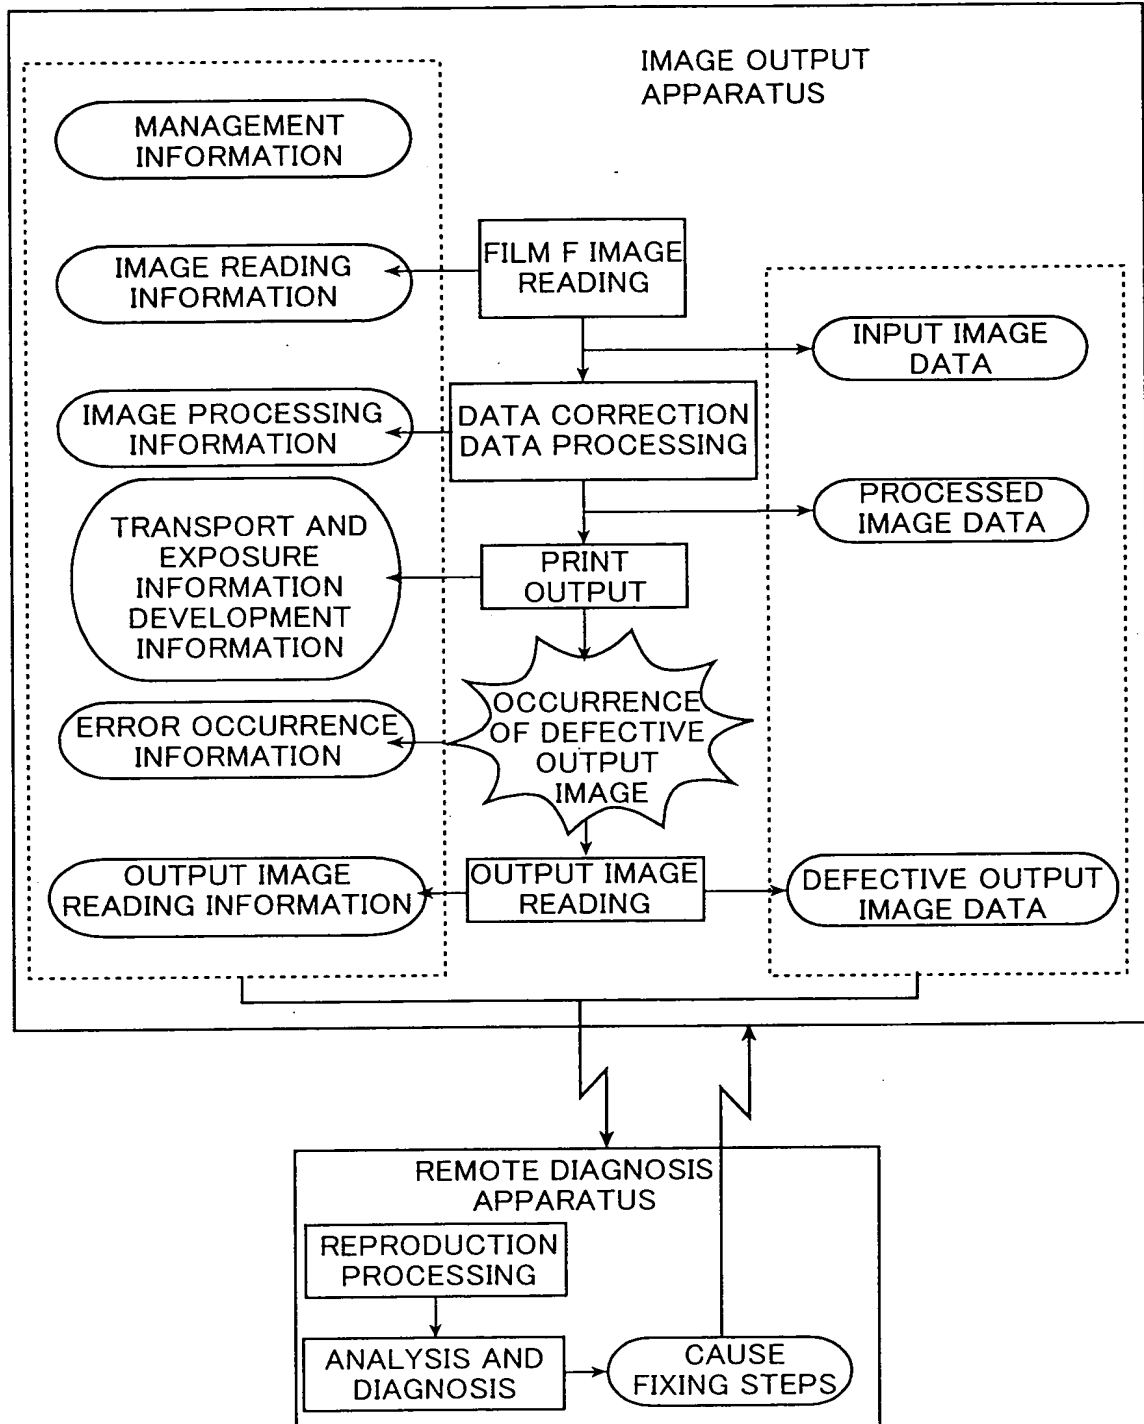 IMAGE OUTPUT
APPARATUS
MANAGEMENT
INFORMATION
FILM F IMAGE
READING
IMAGE READING
INFORMATION
INPUT IMAGE
DATA
IMAGE PROCESSING
INFORMATION
DATA CORRECTION
DATA PROCESSING
PROCESSED
IMAGE DATA
TRANSPORT AND
EXPOSURE
INFORMATION
DEVELOPMENT
INFORMATION
PRINT
OUTPUT
OCCURRENCE
OF DEFECTIVE
OUTPUT
IMAGE
ERROR OCCURRENCE
INFORMATION
OUTPUT IMAGE
READING INFORMATION
OUTPUT IMAGE
READING
DEFECTIVE OUTPUT
IMAGE DATA
REMOTE DIAGNOSIS
APPARATUS
REPRODUCTION
PROCESSING
ANALYSIS AND
DIAGNOSIS
CAUSE
FIXING STEPS